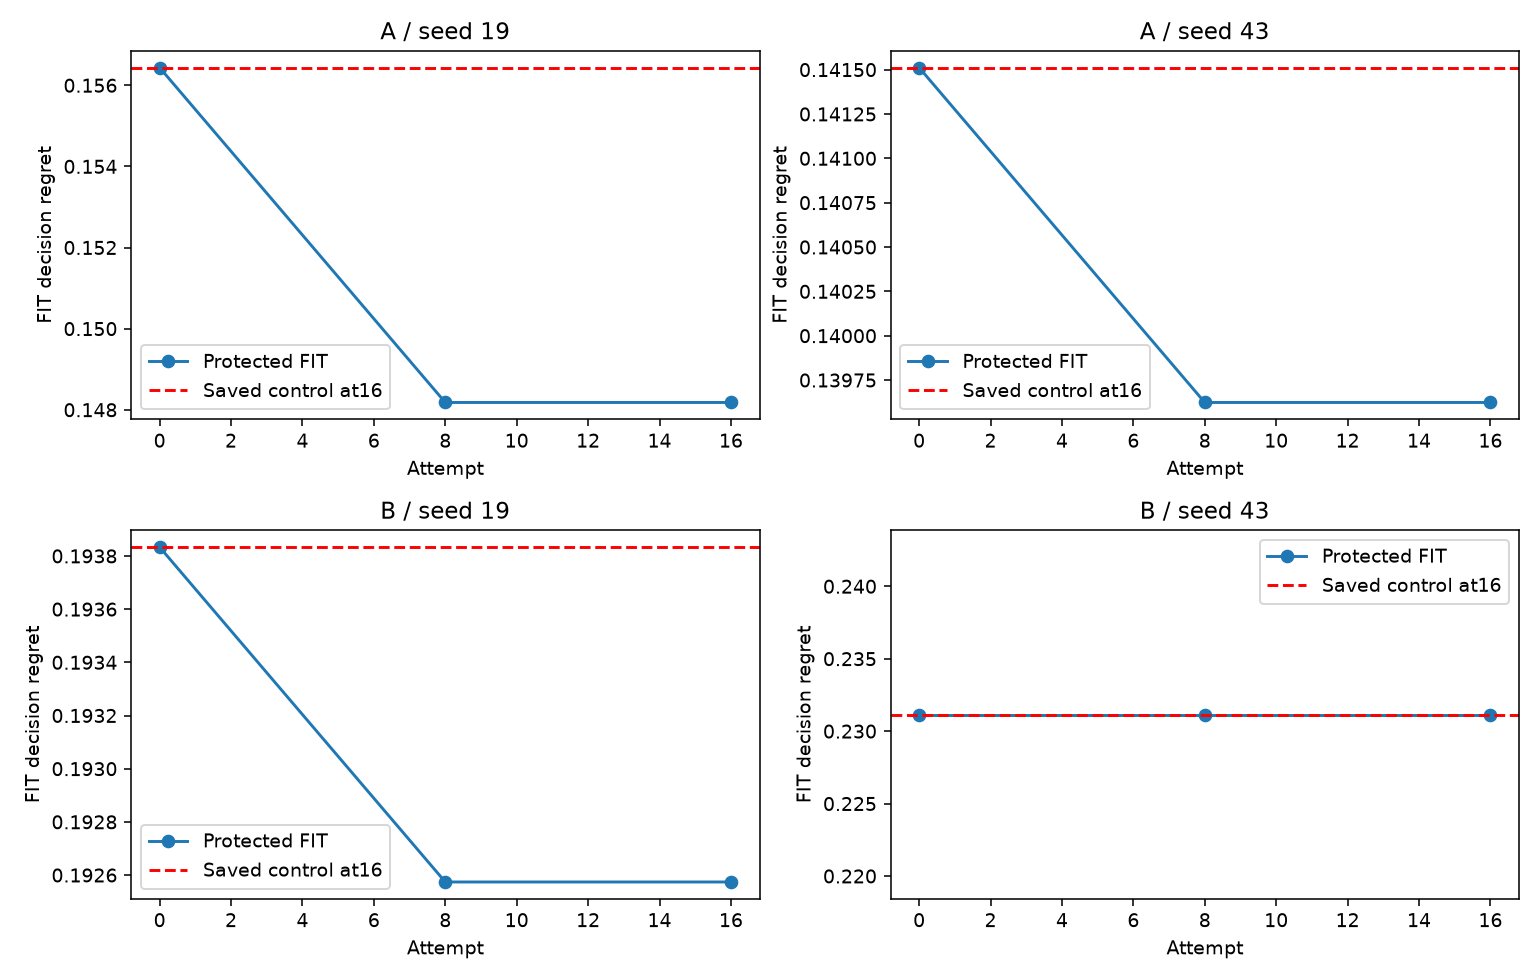 A / seed 19
FIT decision regret
0.156
0.154
0.152
0.150
0.148
Protected FIT
Saved control at16
0 2 4 6 8 10 12 14 16
Attempt
A / seed 43
FIT decision regret
0.14150
0.14125
0.14100
0.14075
0.14050
0.14025
0.14000
0.13975
Protected FIT
Saved control at16
0 2 4 6 8 10 12 14 16
Attempt
B / seed 19
FIT decision regret
0.1938
0.1936
0.1934
0.1932
0.1930
0.1928
0.1926
Protected FIT
Saved control at16
0 2 4 6 8 10 12 14 16
Attempt
B / seed 43
FIT decision regret
0.240
0.235
0.230
0.225
0.220
Protected FIT
Saved control at16
0 2 4 6 8 10 12 14 16
Attempt